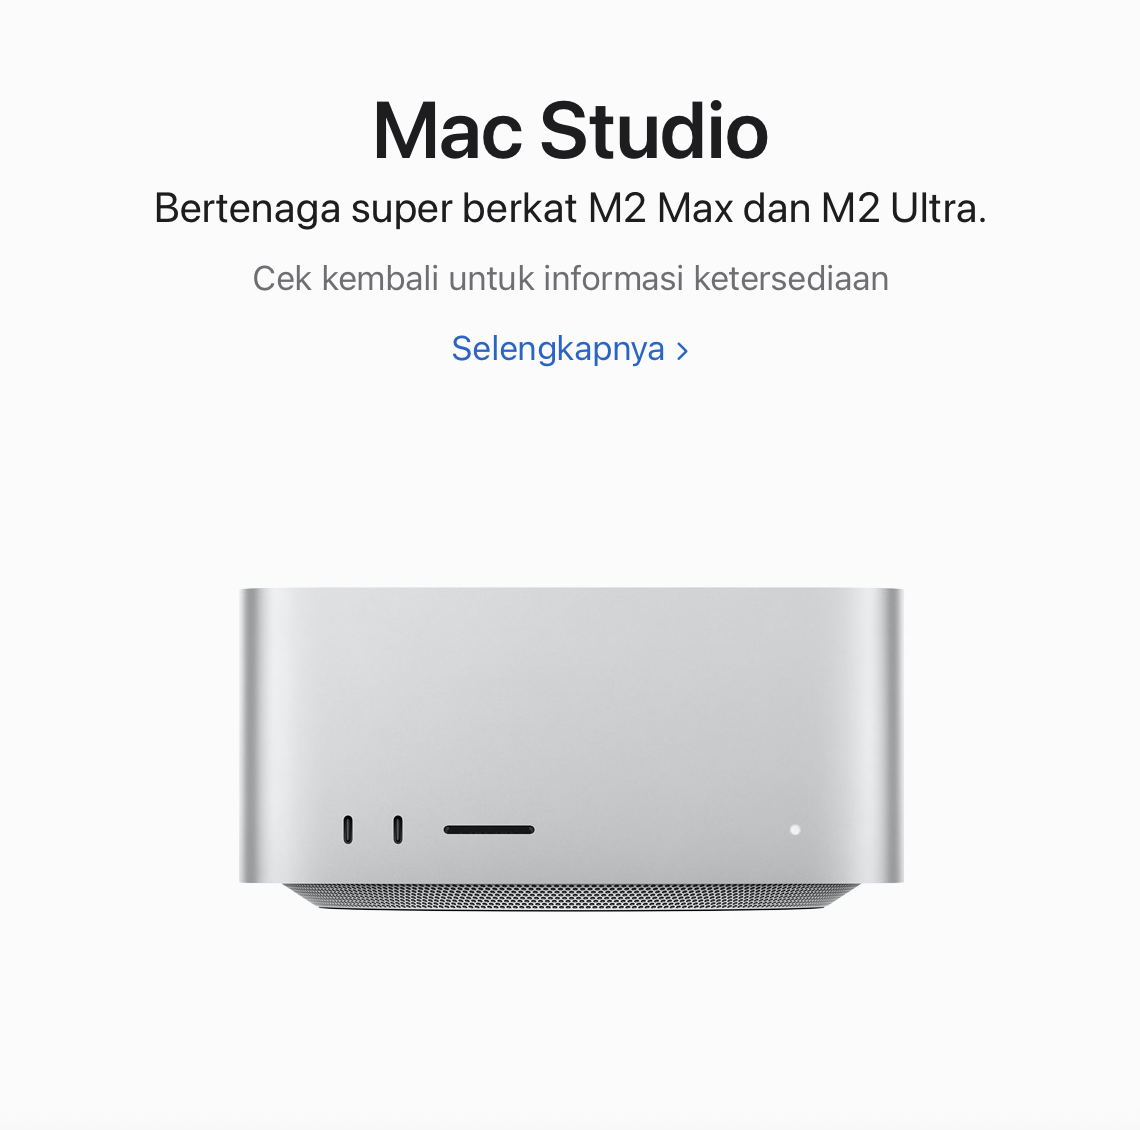 Mac Studio
Bertenaga super berkat M2 Max dan M2 Ultra.
Cek kembali untuk informasi ketersediaan
Selengkapnya >